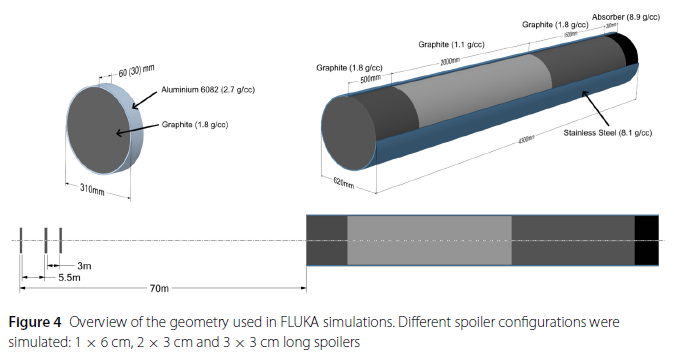 60 (30) mm
Aluminium 6082 (2.7 g/cc)
Graphite (1.8 g/cc)
310mm
Absorber (8.9 g/cc)
Graphite (1.8 g/cc)
300mm
1500mm
Graphite (1.1 g/cc)
2000mm
Graphite (1.8 g/cc)
500mm
Stainless Steel (8.1 g/cc)
4300mm
620mm
3m
5.5m
70m
Figure 4 Overview of the geometry used in FLUKA simulations. Different spoiler configurations were
simulated: 1 × 6 cm, 2 × 3 cm and 3 × 3 cm long spoilers